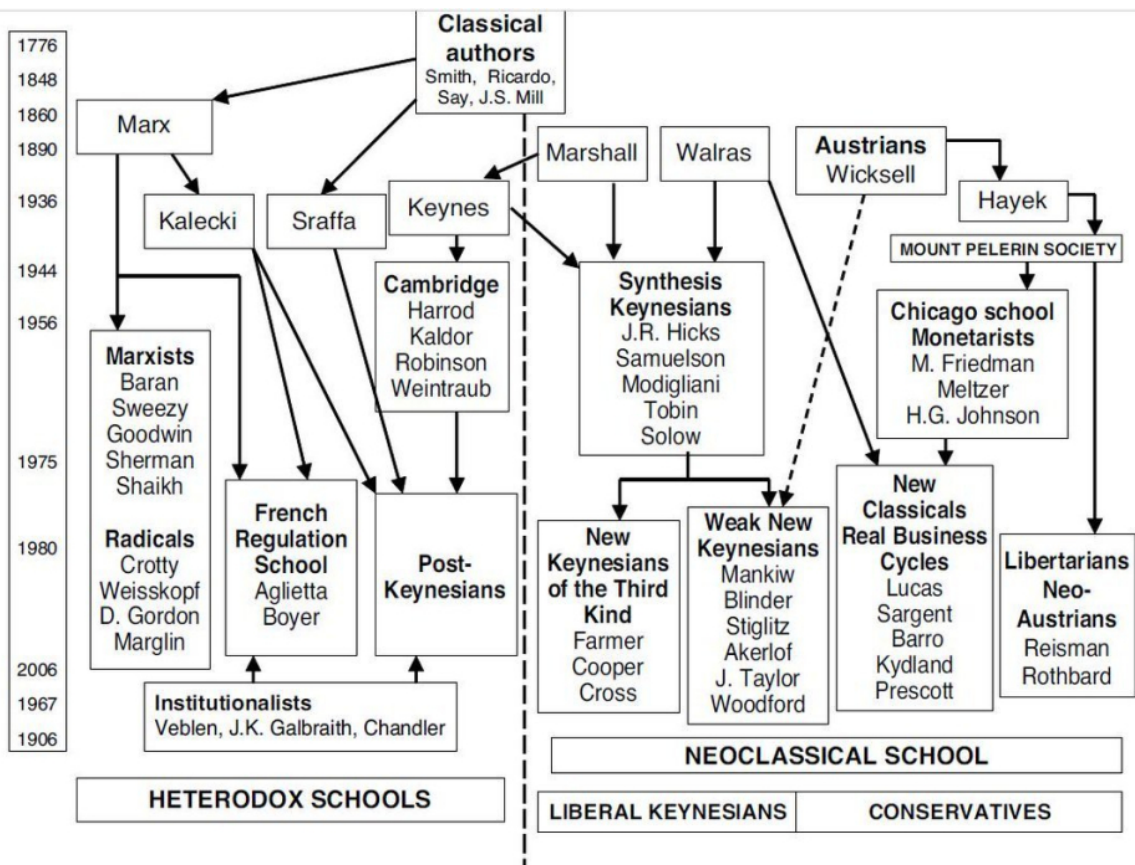 1776
1848
1860
1890
1936
1944
1956
1975
1980
2006
1967
1906
Classical
authors
Smith, Ricardo,
Say, J.S. Mill
Marx
Marshall
Walras
Austrians
Wicksell
Kalecki
Sraffa
Keynes
Hayek
MOUNT PELERIN SOCIETY
Cambridge
Harrod
Kaldor
Robinson
Weintraub
Synthesis
Keynesians
J.R. Hicks
Samuelson
Modigliani
Tobin
Solow
Chicago school
Monetarists
M. Friedman
Meltzer
H.G. Johnson
Marxists
Baran
Sweezy
Goodwin
Sherman
Shaikh
Radicals
Crotty
Weisskopf
D. Gordon
Marglin
French
Regulation
School
Aglietta
Boyer
Post-
Keynesians
New
Keynesians
of the Third
Kind
Farmer
Cooper
Cross
Weak New
Keynesians
Mankiw
Blinder
Stiglitz
Akerlof
J. Taylor
Woodford
New
Classicals
Real Business
Cycles
Lucas
Sargent
Barro
Kydland
Prescott
Libertarians
Neo-
Austrians
Reisman
Rothbard
Institutionalists
Veblen, J.K. Galbraith, Chandler
NEOCLASSICAL SCHOOL
HETERODOX SCHOOLS
LIBERAL KEYNESIANS
CONSERVATIVES